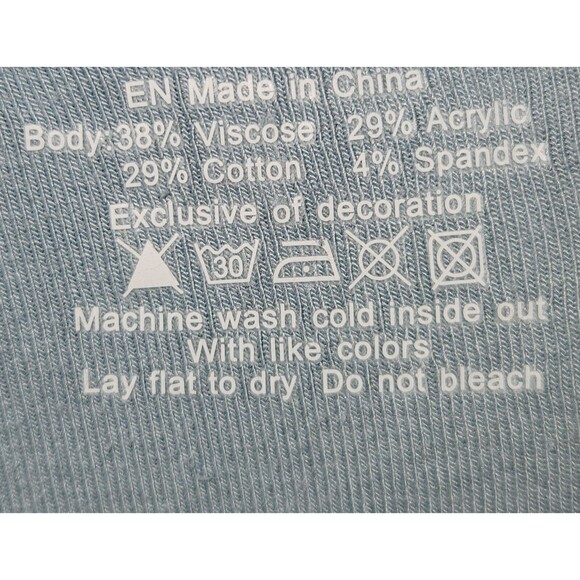 EN Made in China
Body:38% Viscose 29% Acrylic
29% Cotton 4% Spandex
Exclusive of decoration
30
Machine wash cold inside out
With like colors
Lay flat to dry Do not bleach